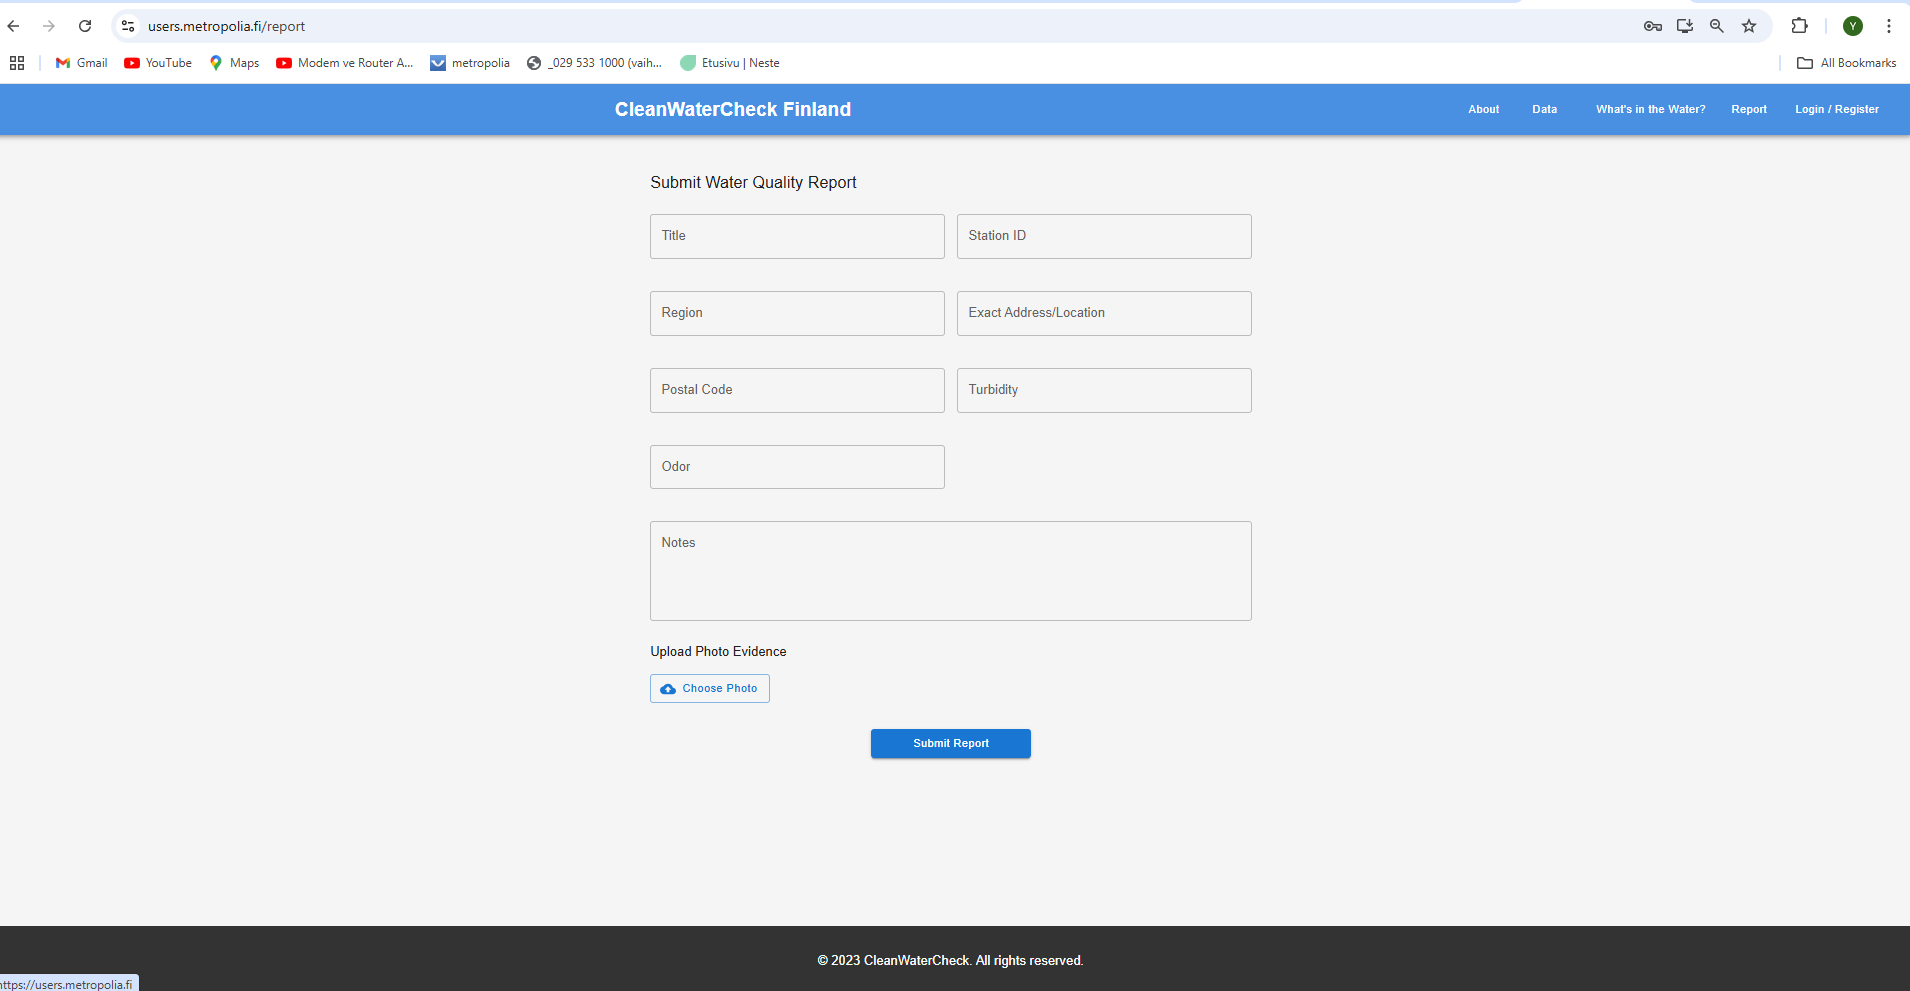 users.metropolia.fi/report
Y
Gmail
YouTube
Maps
Modem ve Router A...
metropolia
_029 533 1000 (vaih...
Etusivu | Neste
All Bookmarks
CleanWaterCheck Finland
About
Data
What's in the Water?
Report
Login / Register
Submit Water Quality Report
Title
Station ID
Region
Exact Address/Location
Postal Code
Turbidity
Odor
Notes
Upload Photo Evidence
Choose Photo
Submit Report
© 2023 CleanWaterCheck. All rights reserved.
https://users.metropolia.fi